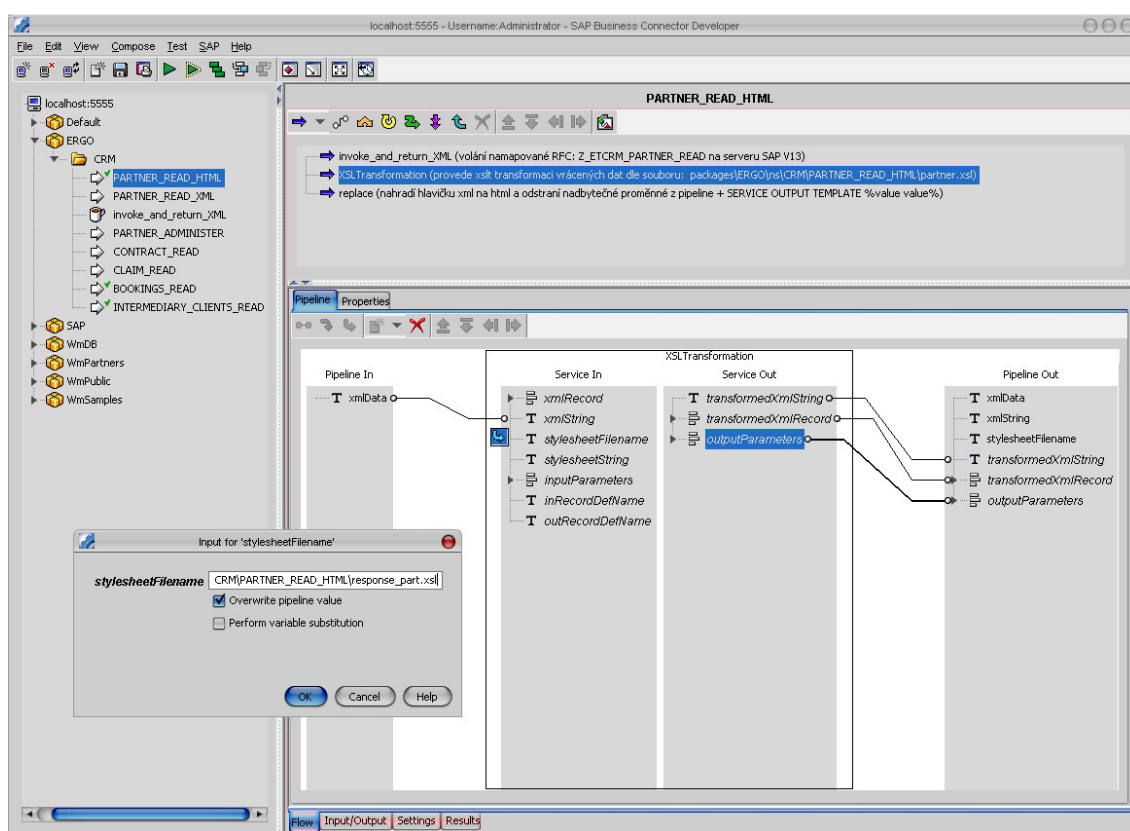 localhost:5555 - Username:Administrator - SAP Business Connector Developer
File Edit View Compose Test SAP Help
localhost:5555
Default
ERGO
CRM
PARTNER_READ_HTML
PARTNER_READ_XML
invoke_and_return_XML
PARTNER_ADMINISTER
CONTRACT_READ
CLAIM_READ
BOOKINGS_READ
INTERMEDIARY_CLIENTS_READ
SAP
WmDB
WmPartners
WmPublic
WmSamples
PARTNER_READ_HTML
invoke_and_return_XML (volání namapované RFC: Z_ETCRM_PARTNER_READ na serveru SAP V13)
XSLTransformation (provede xslt transformaci vrácených dat dle souboru: packages\ERGO\ns\CRM\PARTNER_READ_HTML\partner.xsl)
replace (nahradí hlavičku xml na html a odstraní nadbytečné proměnné z pipeline + SERVICE OUTPUT TEMPLATE %value value%)
Pipeline Properties
XSLTransformation
Pipeline In Service In Service Out Pipeline Out
T xmlData xmlRecord T transformedXmlString T xmlData
T xmlString transformedXmlRecord T xmlString
T stylesheetFilename outputParameters T stylesheetFilename
T stylesheetString T transformedXmlString
inputParameters transformedXmlRecord
T inRecordDefName outputParameters
T outRecordDefName
Input for 'stylesheetFilename'
stylesheetFilename CRM\PARTNER_READ_HTML\response_part.xsl
Overwrite pipeline value
Perform variable substitution
OK Cancel Help
Flow Input/Output Settings Results